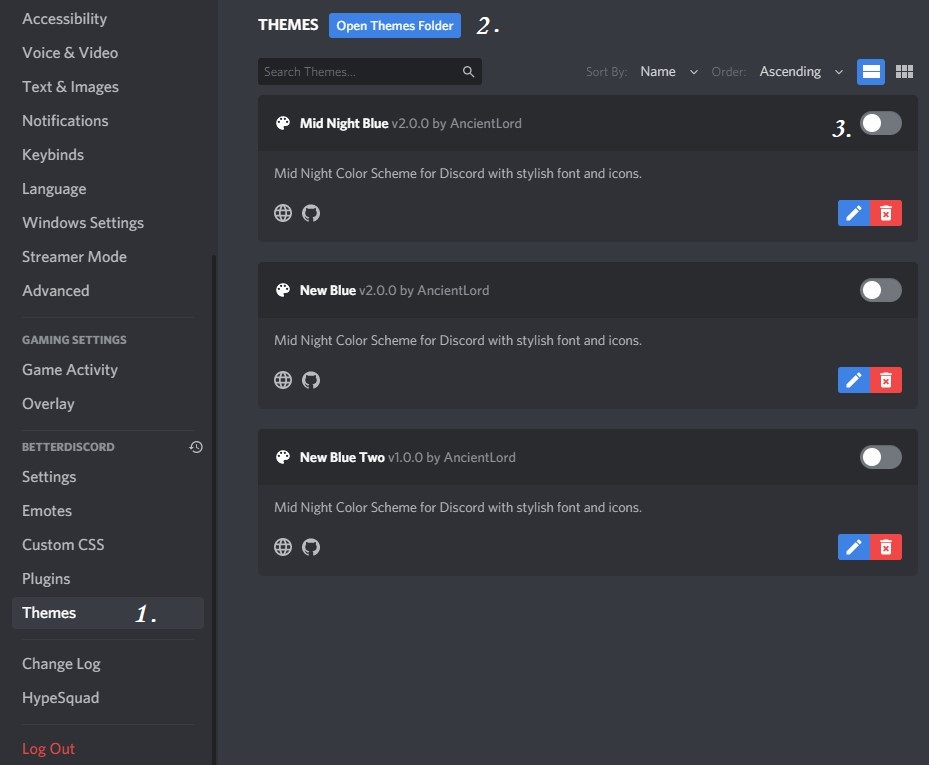 Accessibility
Voice & Video
Text & Images
Notifications
Keybinds
Language
Windows Settings
Streamer Mode
Advanced
GAMING SETTINGS
Game Activity
Overlay
BETTERDISCORD
Settings
Emotes
Custom CSS
Plugins
Themes 1.
Change Log
HypeSquad
Log Out
THEMES Open Themes Folder 2.
Search Themes... Sort By: Name Order: Ascending
Mid Night Blue v2.0.0 by AncientLord 3.
Mid Night Color Scheme for Discord with stylish font and icons.
New Blue v2.0.0 by AncientLord
Mid Night Color Scheme for Discord with stylish font and icons.
New Blue Two v1.0.0 by AncientLord
Mid Night Color Scheme for Discord with stylish font and icons.